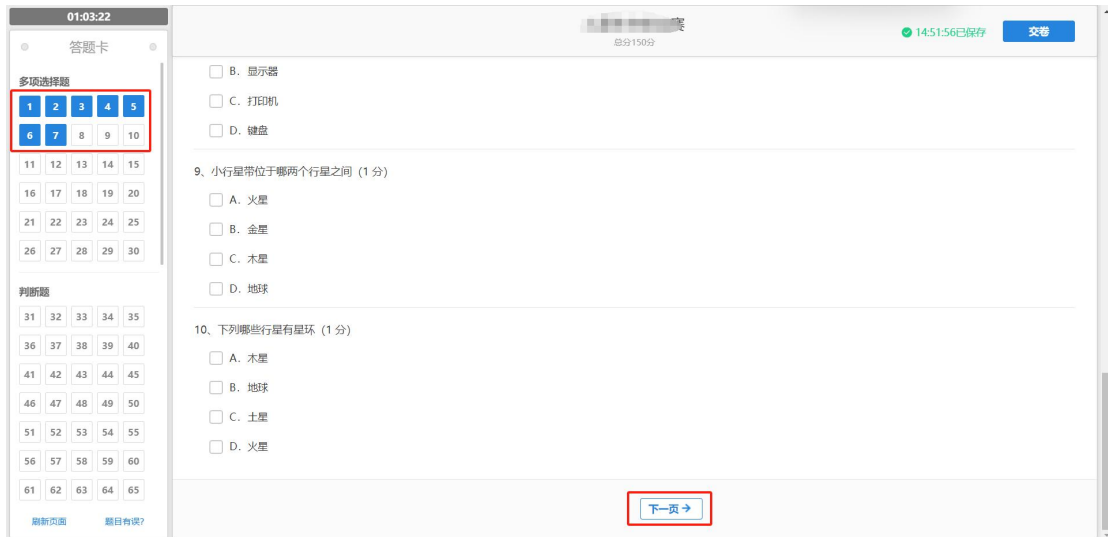 01:03:22
答题卡
多项选择题
1 2 3 4 5
6 7 8 9 10
11 12 13 14 15
16 17 18 19 20
21 22 23 24 25
26 27 28 29 30
判断题
31 32 33 34 35
36 37 38 39 40
41 42 43 44 45
46 47 48 49 50
51 52 53 54 55
56 57 58 59 60
61 62 63 64 65
刷新页面 题目有误?
赛
总分150分
14:51:56已保存
交卷
B. 显示器
C. 打印机
D. 键盘
9、小行星带位于哪两个行星之间 (1 分)
A. 火星
B. 金星
C. 木星
D. 地球
10、下列哪些行星有星环 (1 分)
A. 木星
B. 地球
C. 土星
D. 火星
下一页→